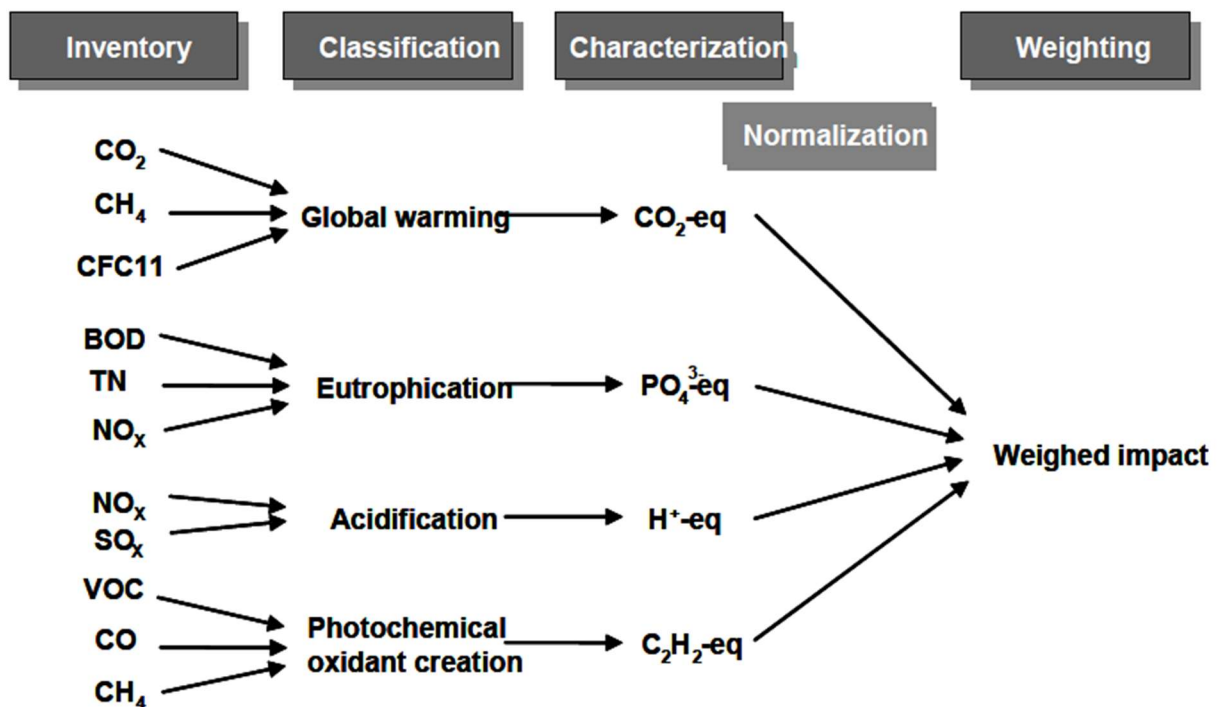 Inventory
Classification
Characterization
Weighting
Normalization
CO₂
CH₄
CFC11
Global warming
CO₂-eq
BOD
TN
NOₓ
Eutrophication
PO₄³⁻-eq
Weighed impact
NOₓ
SOₓ
Acidification
H⁺-eq
VOC
CO
CH₄
Photochemical
oxidant creation
C₂H₂-eq